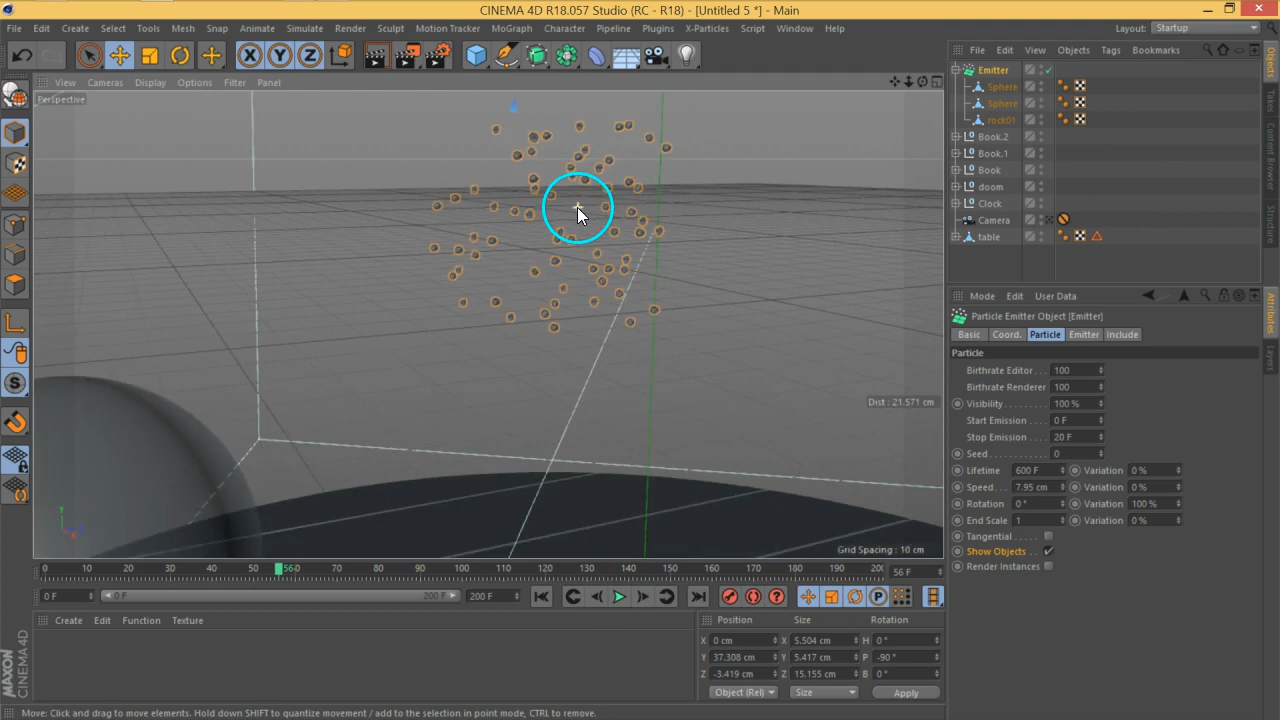 CINEMA 4D R18.057 Studio (RC - R18) - [Untitled 5 *] - Main
File Edit Create Select Tools Mesh Snap Animate Simulate Render Sculpt Motion Tracker MoGraph Character Pipeline Plugins X-Particles Script Window Help Layout: Startup
X Y Z
View Cameras Display Options Filter Panel
Perspective
Dist : 21.571 cm
Grid Spacing : 10 cm
File Edit View Objects Tags Bookmarks
Emitter
Sphere
Sphere
rock01
Book.2
Book.1
Book
doom
Clock
Camera
table
Objects
Takes
Content Browser
Structure
Mode Edit User Data
Particle Emitter Object [Emitter]
Basic Coord. Particle Emitter Include
Particle
Birthrate Editor . . . 100
Birthrate Renderer 100
Visibility . . . . . . . . . 100 %
Start Emission 0 F
Stop Emission 20 F
Seed . . . . . . . . . . . . 0
Lifetime 600 F Variation 0 %
Speed . . 7.95 cm Variation 0 %
Rotation 0 ° Variation 100 %
End Scale 1 Variation 0 %
Tangential . . . . .
Show Objects . .
Render Instances
Attributes
Layers
0 10 20 30 40 50 56 0 70 80 90 100 110 120 130 140 150 160 170 180 190 200 56 F
0 F 0 F 200 F 200 F
P
S
Create Edit Function Texture
Position Size Rotation
X 0 cm X 5.504 cm H 0 °
Y 37.308 cm Y 5.417 cm P -90 °
Z -3.419 cm Z 15.155 cm B 0 °
Object (Rel) Size Apply
MAXON CINEMA 4D
Move: Click and drag to move elements. Hold down SHIFT to quantize movement / add to the selection in point mode, CTRL to remove.